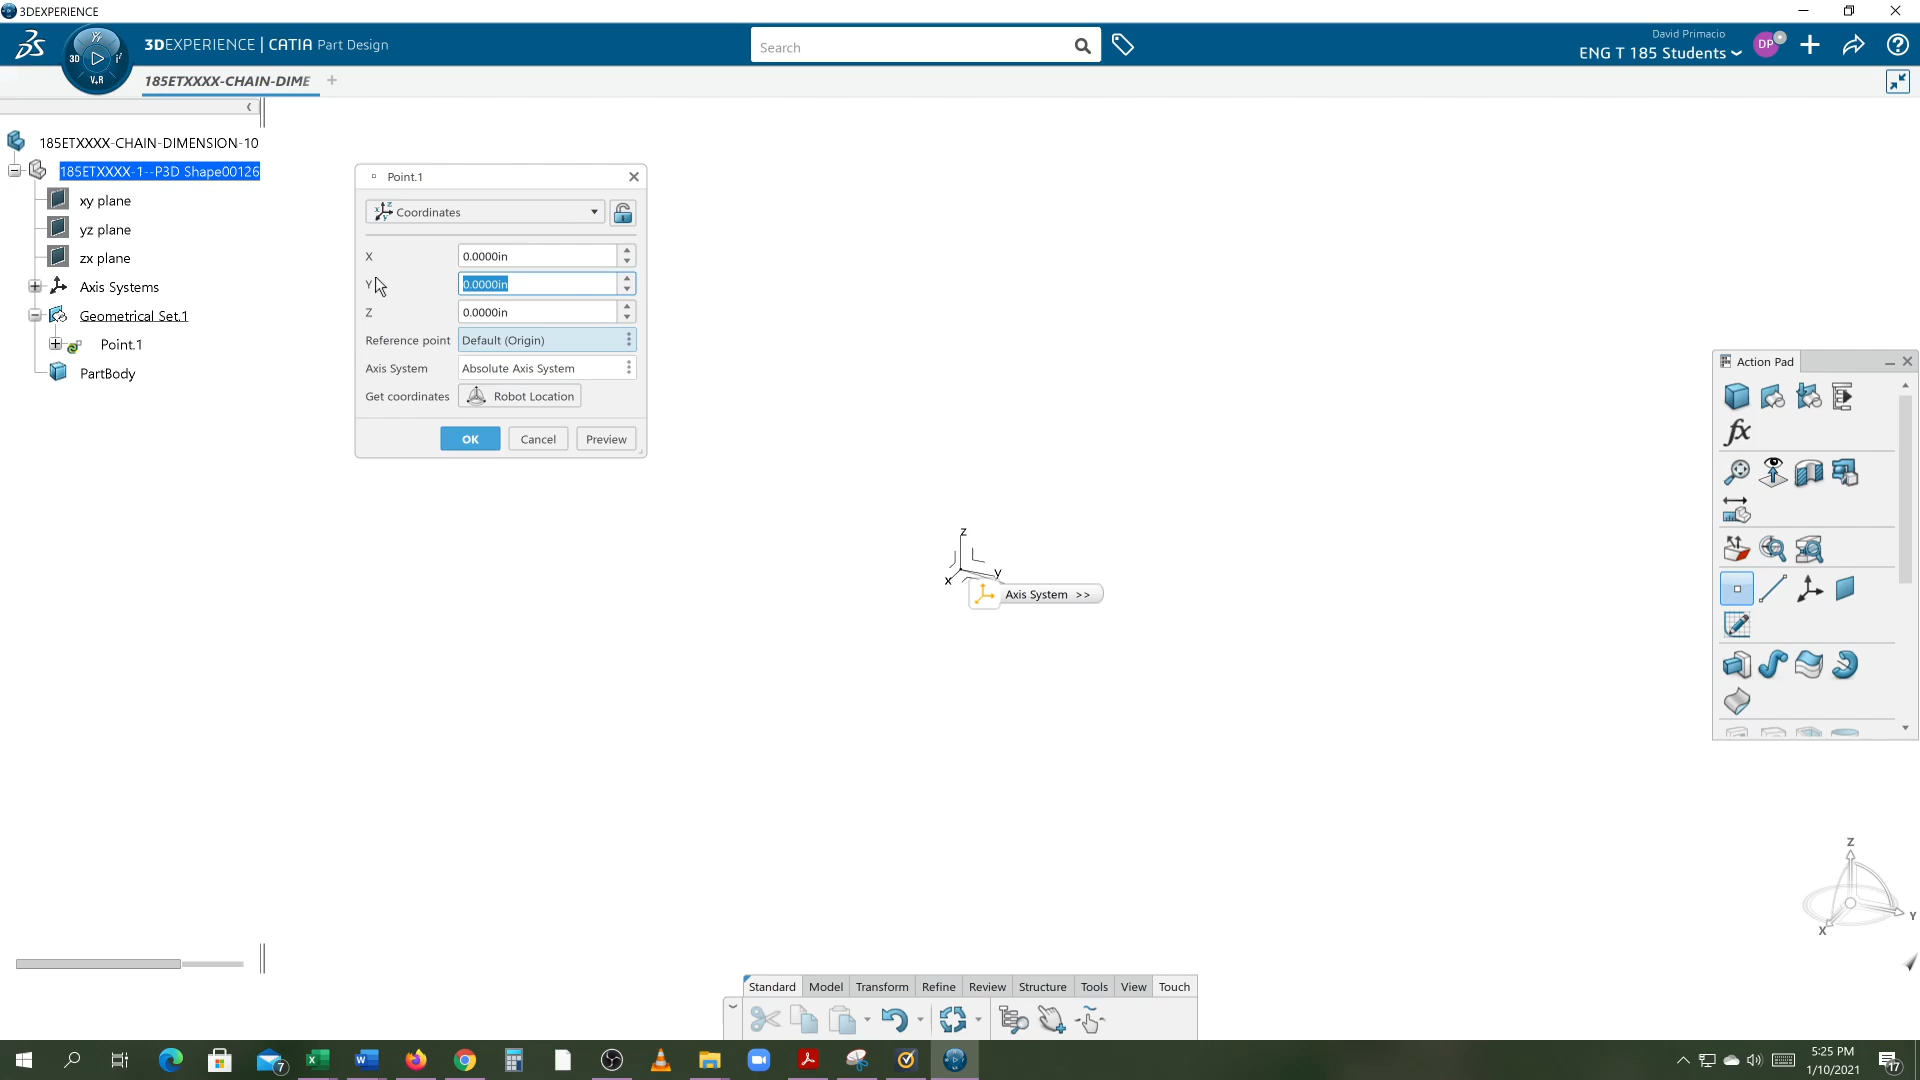 3DEXPERIENCE
3DEXPERIENCE | CATIA Part Design
3D
V+R
Search
David Primacio
ENG T 185 Students
DP
185ETXXXX-CHAIN-DIME
185ETXXXX-CHAIN-DIMENSION-10
185ETXXXX-1--P3D Shape00126
xy plane
yz plane
zx plane
Axis Systems
Geometrical Set.1
Point.1
PartBody
Point.1
Coordinates
X 0.0000in
Y 0.0000in
Z 0.0000in
Reference point Default (Origin)
Axis System Absolute Axis System
Get coordinates Robot Location
OK Cancel Preview
z
y
x
Axis System >>
Action Pad
fx
Z
Y
X
Standard Model Transform Refine Review Structure Tools View Touch
7
5:25 PM
1/10/2021
17